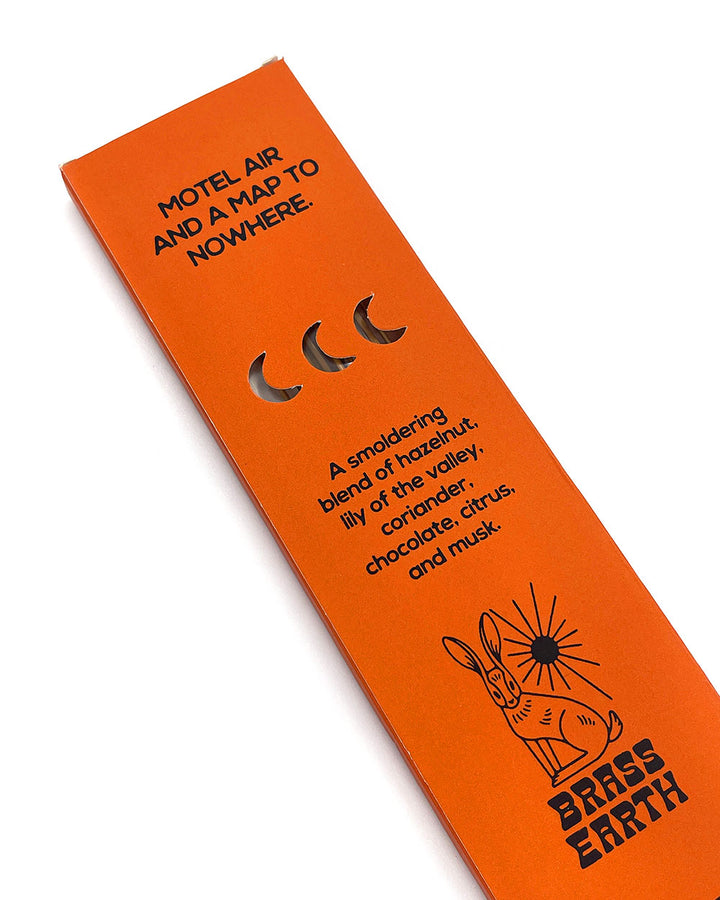 MOTEL AIR
AND A MAP TO
NOWHERE.
A smoldering
blend of hazelnut,
lily of the valley,
coriander,
chocolate, citrus,
and musk.
BRASS
EARTH